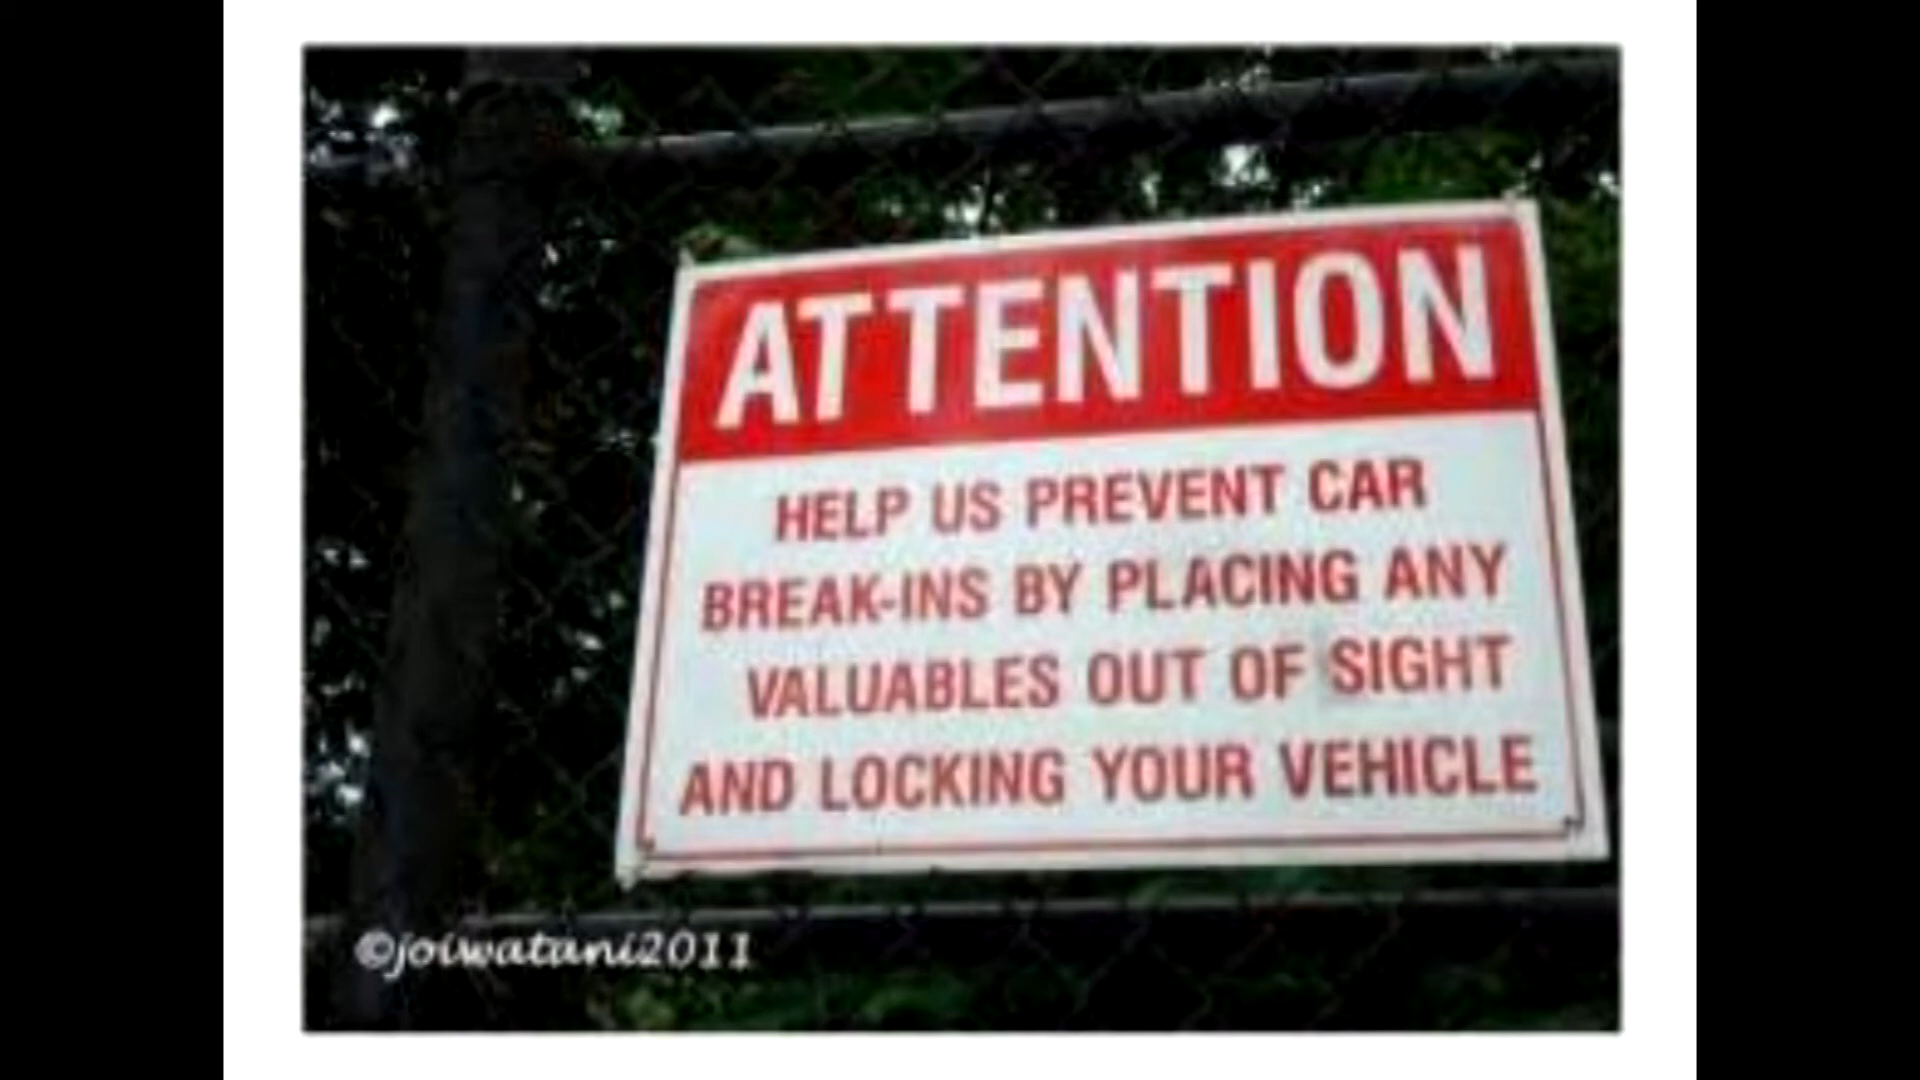 ATTENTION
HELP US PREVENT CAR
BREAK-INS BY PLACING ANY
VALUABLES OUT OF SIGHT
AND LOCKING YOUR VEHICLE
©joiwatani2011